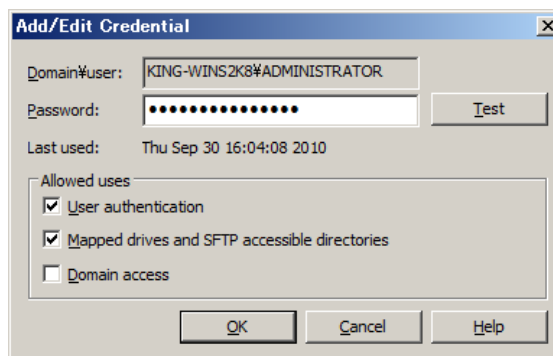 Add/Edit Credential
Domain¥user: KING-WINS2K8¥ADMINISTRATOR
Password: ●●●●●●●●●●●●●●● Test
Last used: Thu Sep 30 16:04:08 2010
Allowed uses
User authentication
Mapped drives and SFTP accessible directories
Domain access
OK Cancel Help